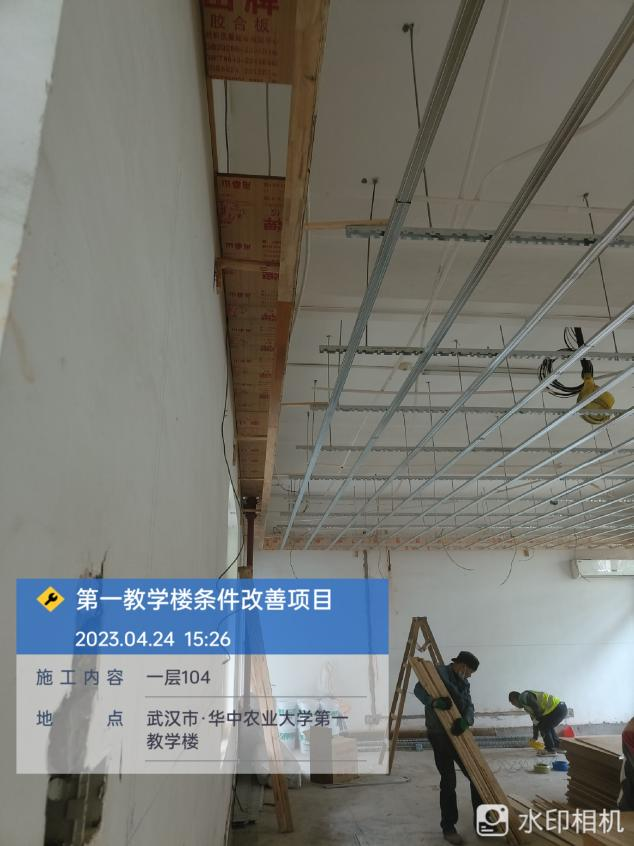 胶合板
第一教学楼条件改善项目
2023.04.24 15:26
施工内容 一层104
地点 武汉市·华中农业大学第一
教学楼
水印相机